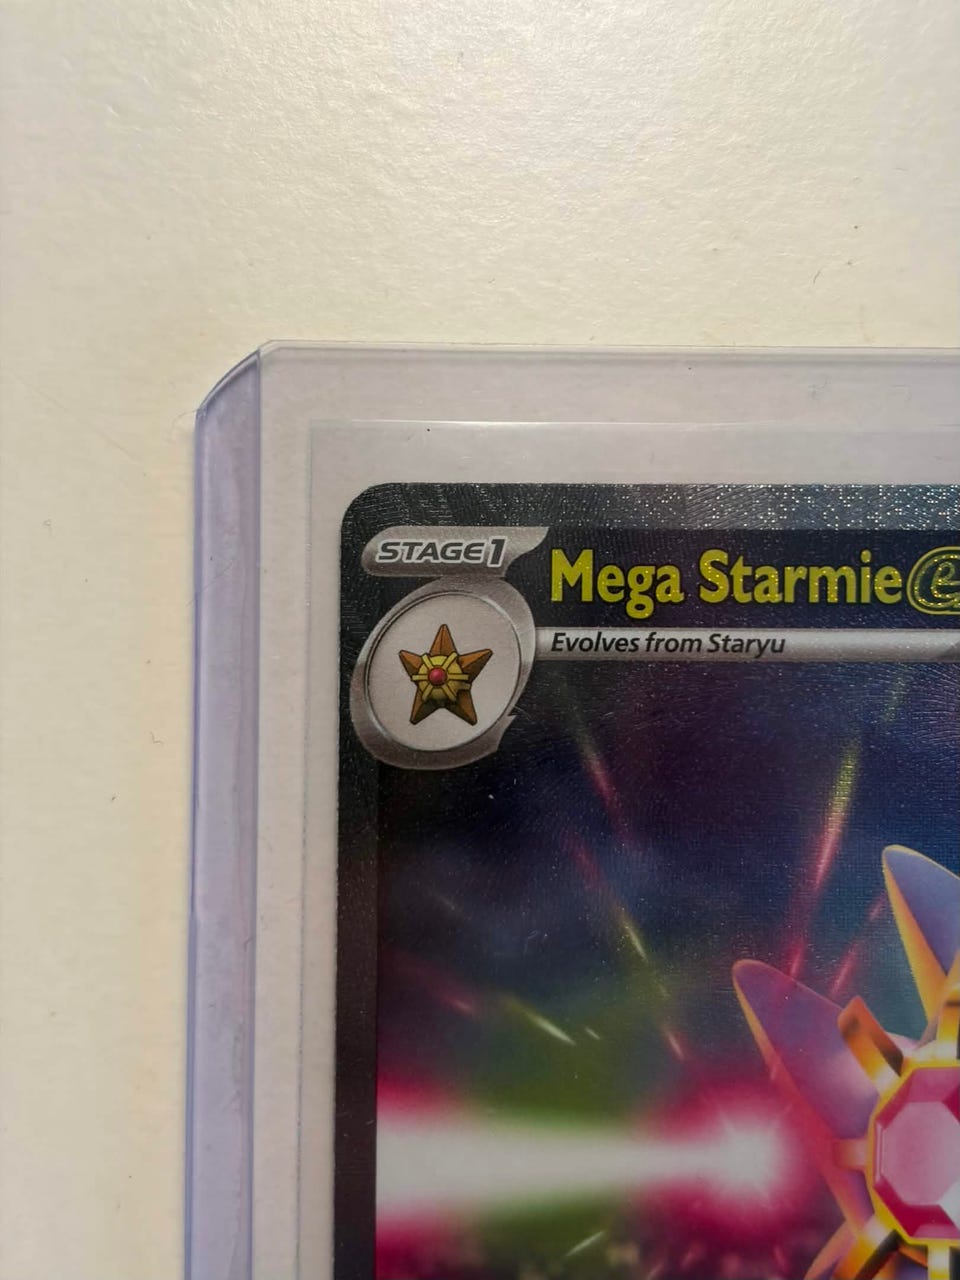 STAGE1
Mega Starmie e
Evolves from Staryu